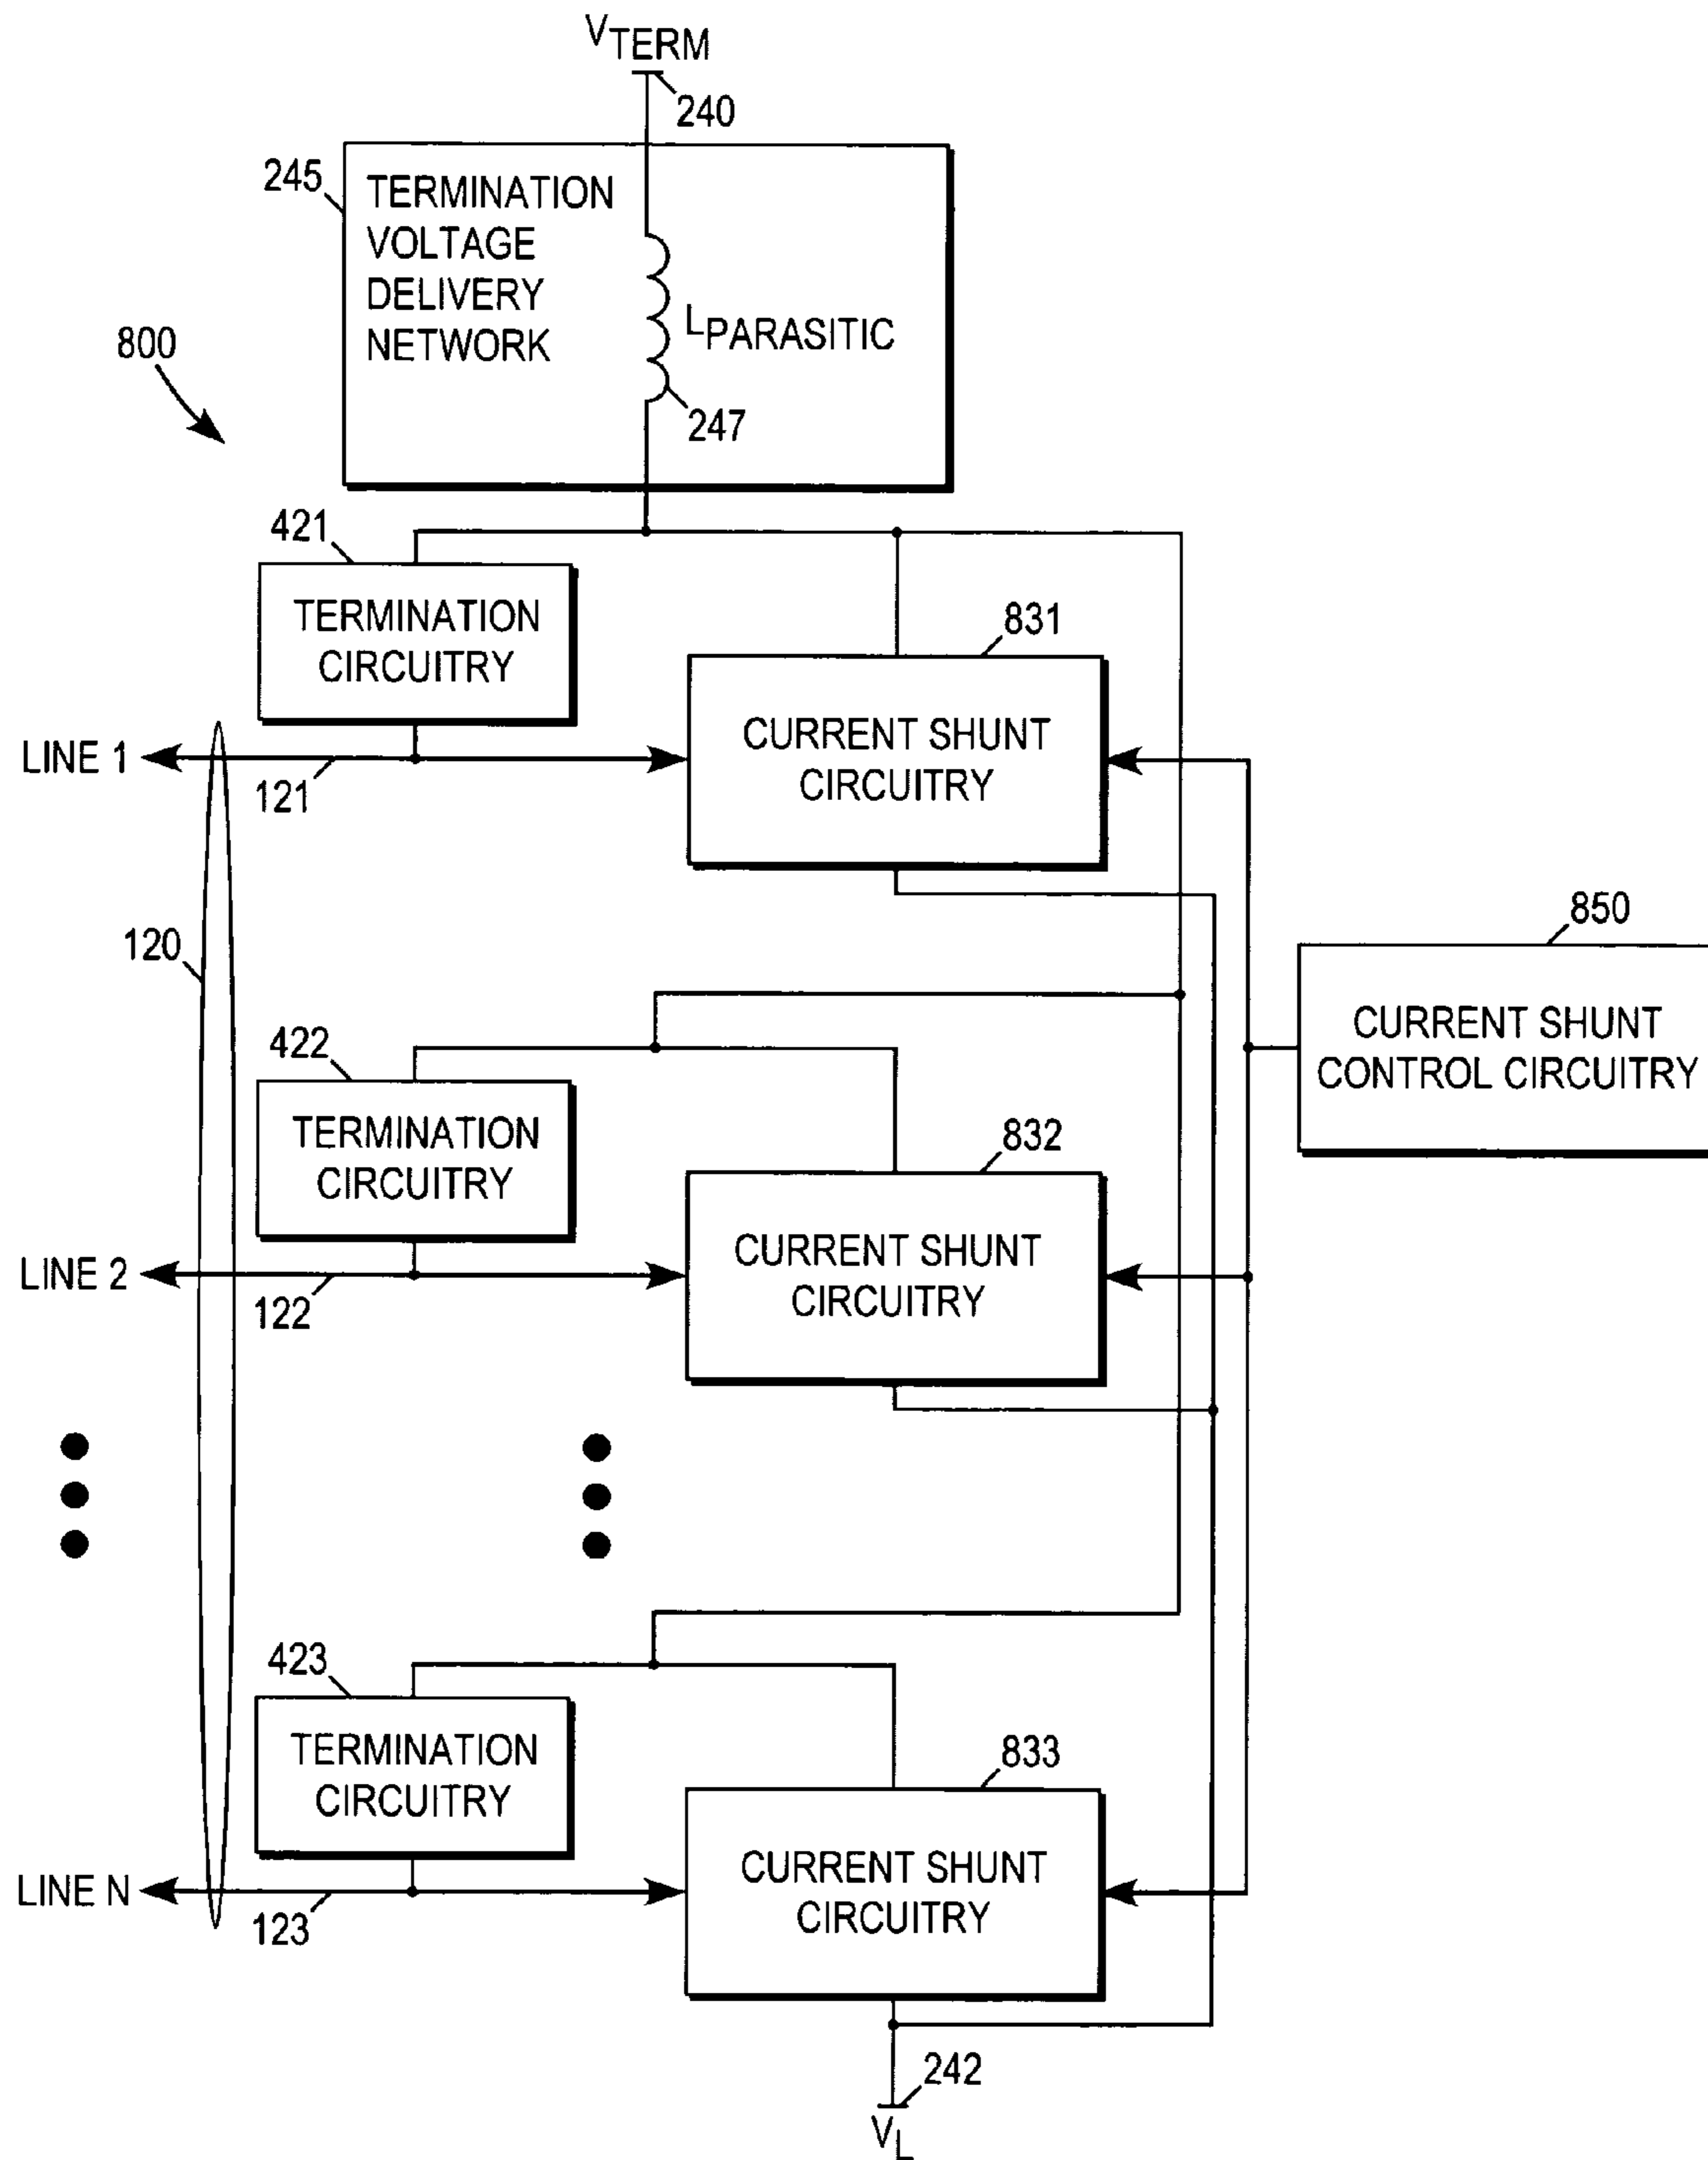 VTERM
240
245
TERMINATION
VOLTAGE
DELIVERY
NETWORK
LPARASITIC
247
800
421
TERMINATION
CIRCUITRY
831
CURRENT SHUNT
CIRCUITRY
LINE 1
121
120
850
CURRENT SHUNT
CONTROL CIRCUITRY
422
TERMINATION
CIRCUITRY
832
CURRENT SHUNT
CIRCUITRY
LINE 2
122
423
TERMINATION
CIRCUITRY
833
CURRENT SHUNT
CIRCUITRY
LINE N
123
242
VL